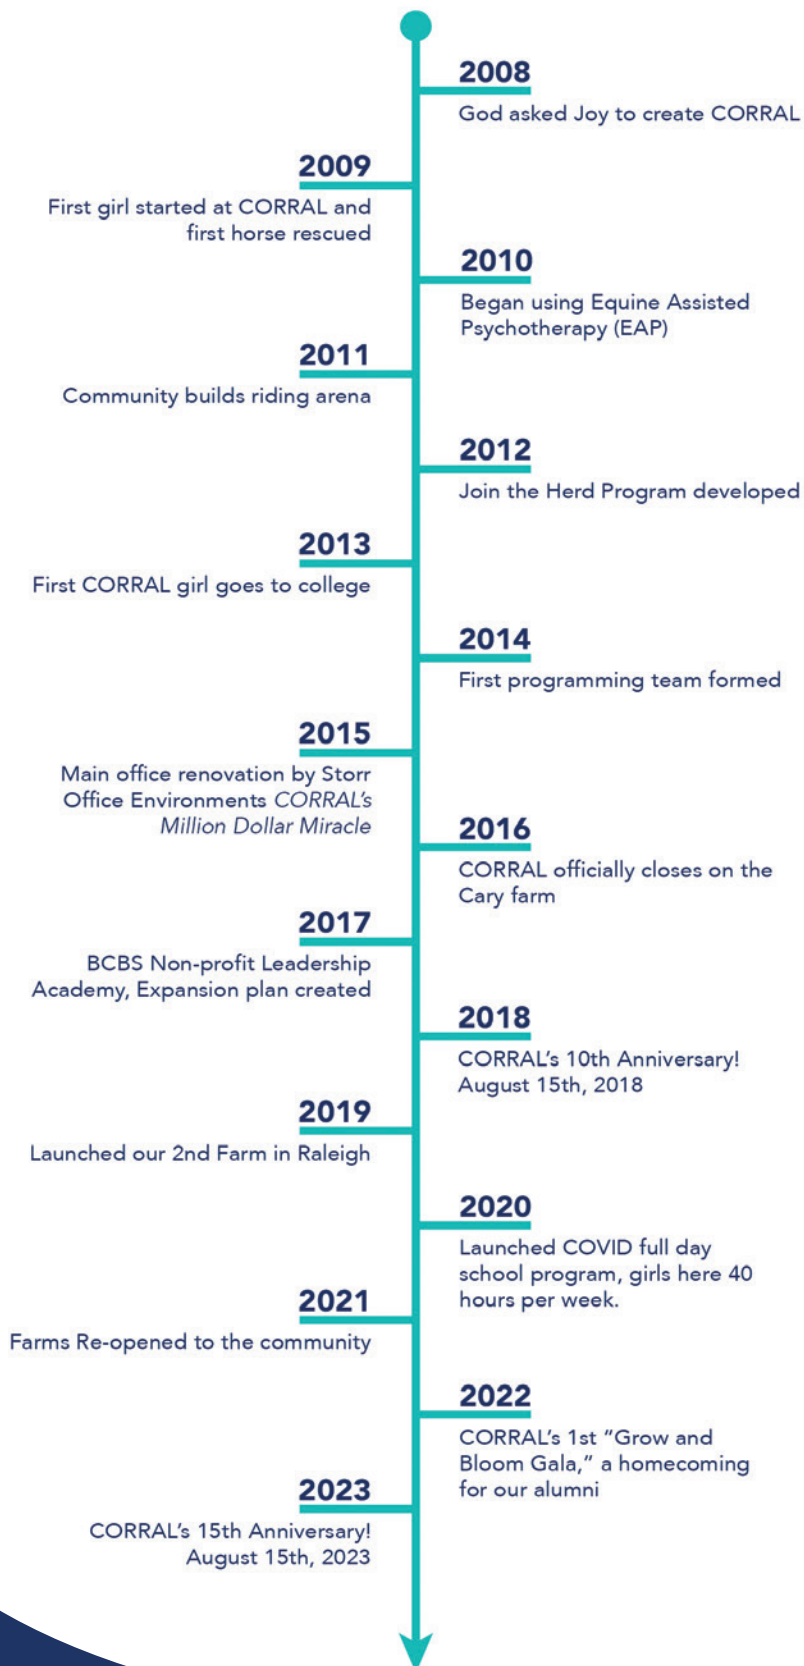 2008
God asked Joy to create CORRAL
2009
First girl started at CORRAL and
first horse rescued
2010
Began using Equine Assisted
Psychotherapy (EAP)
2011
Community builds riding arena
2012
Join the Herd Program developed
2013
First CORRAL girl goes to college
2014
First programming team formed
2015
Main office renovation by Storr
Office Environments CORRAL's
Million Dollar Miracle
2016
CORRAL officially closes on the
Cary farm
2017
BCBS Non-profit Leadership
Academy, Expansion plan created
2018
CORRAL's 10th Anniversary!
August 15th, 2018
2019
Launched our 2nd Farm in Raleigh
2020
Launched COVID full day
school program, girls here 40
hours per week.
2021
Farms Re-opened to the community
2022
CORRAL's 1st “Grow and
Bloom Gala,” a homecoming
for our alumni
2023
CORRAL's 15th Anniversary!
August 15th, 2023